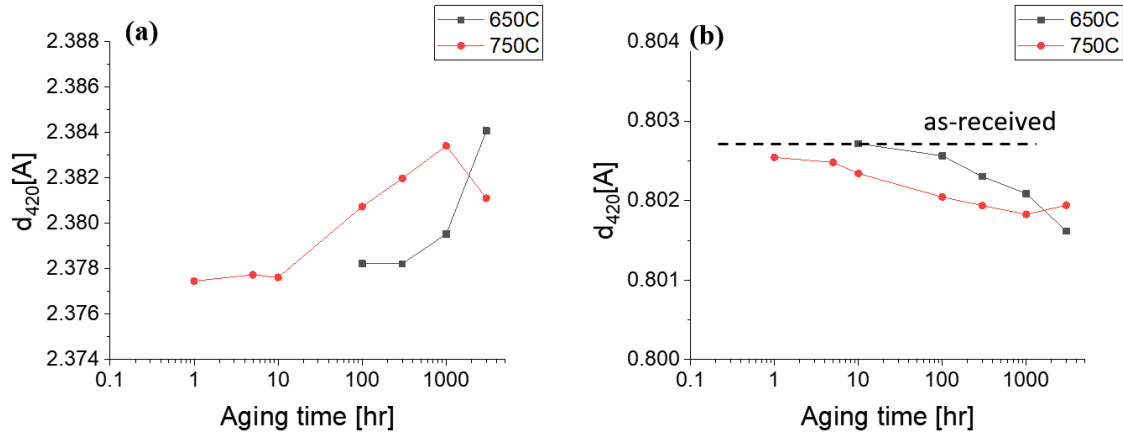 (a)
650C
750C
2.388
2.386
2.384
2.382
2.380
2.378
2.376
2.374
d420[A]
0.1
1
10
100
1000
Aging time [hr]
(b)
650C
750C
0.804
0.803
0.802
0.801
0.800
d420[A]
as-received
0.1
1
10
100
1000
Aging time [hr]